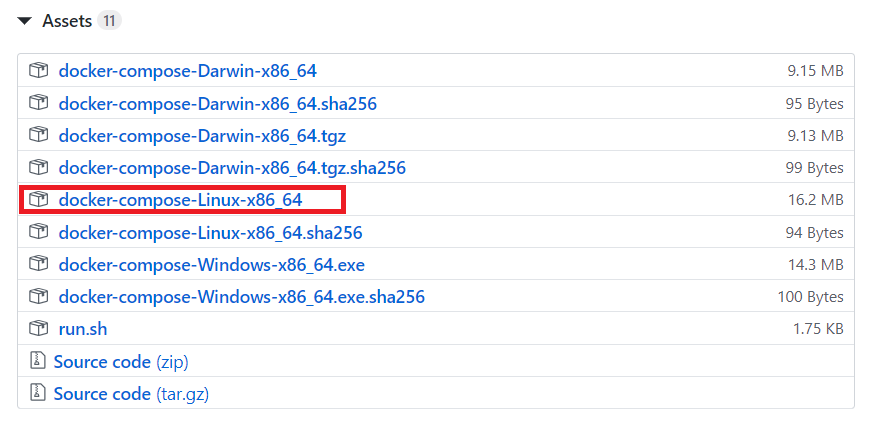 Assets 11
docker-compose-Darwin-x86_64 9.15 MB
docker-compose-Darwin-x86_64.sha256 95 Bytes
docker-compose-Darwin-x86_64.tgz 9.13 MB
docker-compose-Darwin-x86_64.tgz.sha256 99 Bytes
docker-compose-Linux-x86_64 16.2 MB
docker-compose-Linux-x86_64.sha256 94 Bytes
docker-compose-Windows-x86_64.exe 14.3 MB
docker-compose-Windows-x86_64.exe.sha256 100 Bytes
run.sh 1.75 KB
Source code (zip)
Source code (tar.gz)